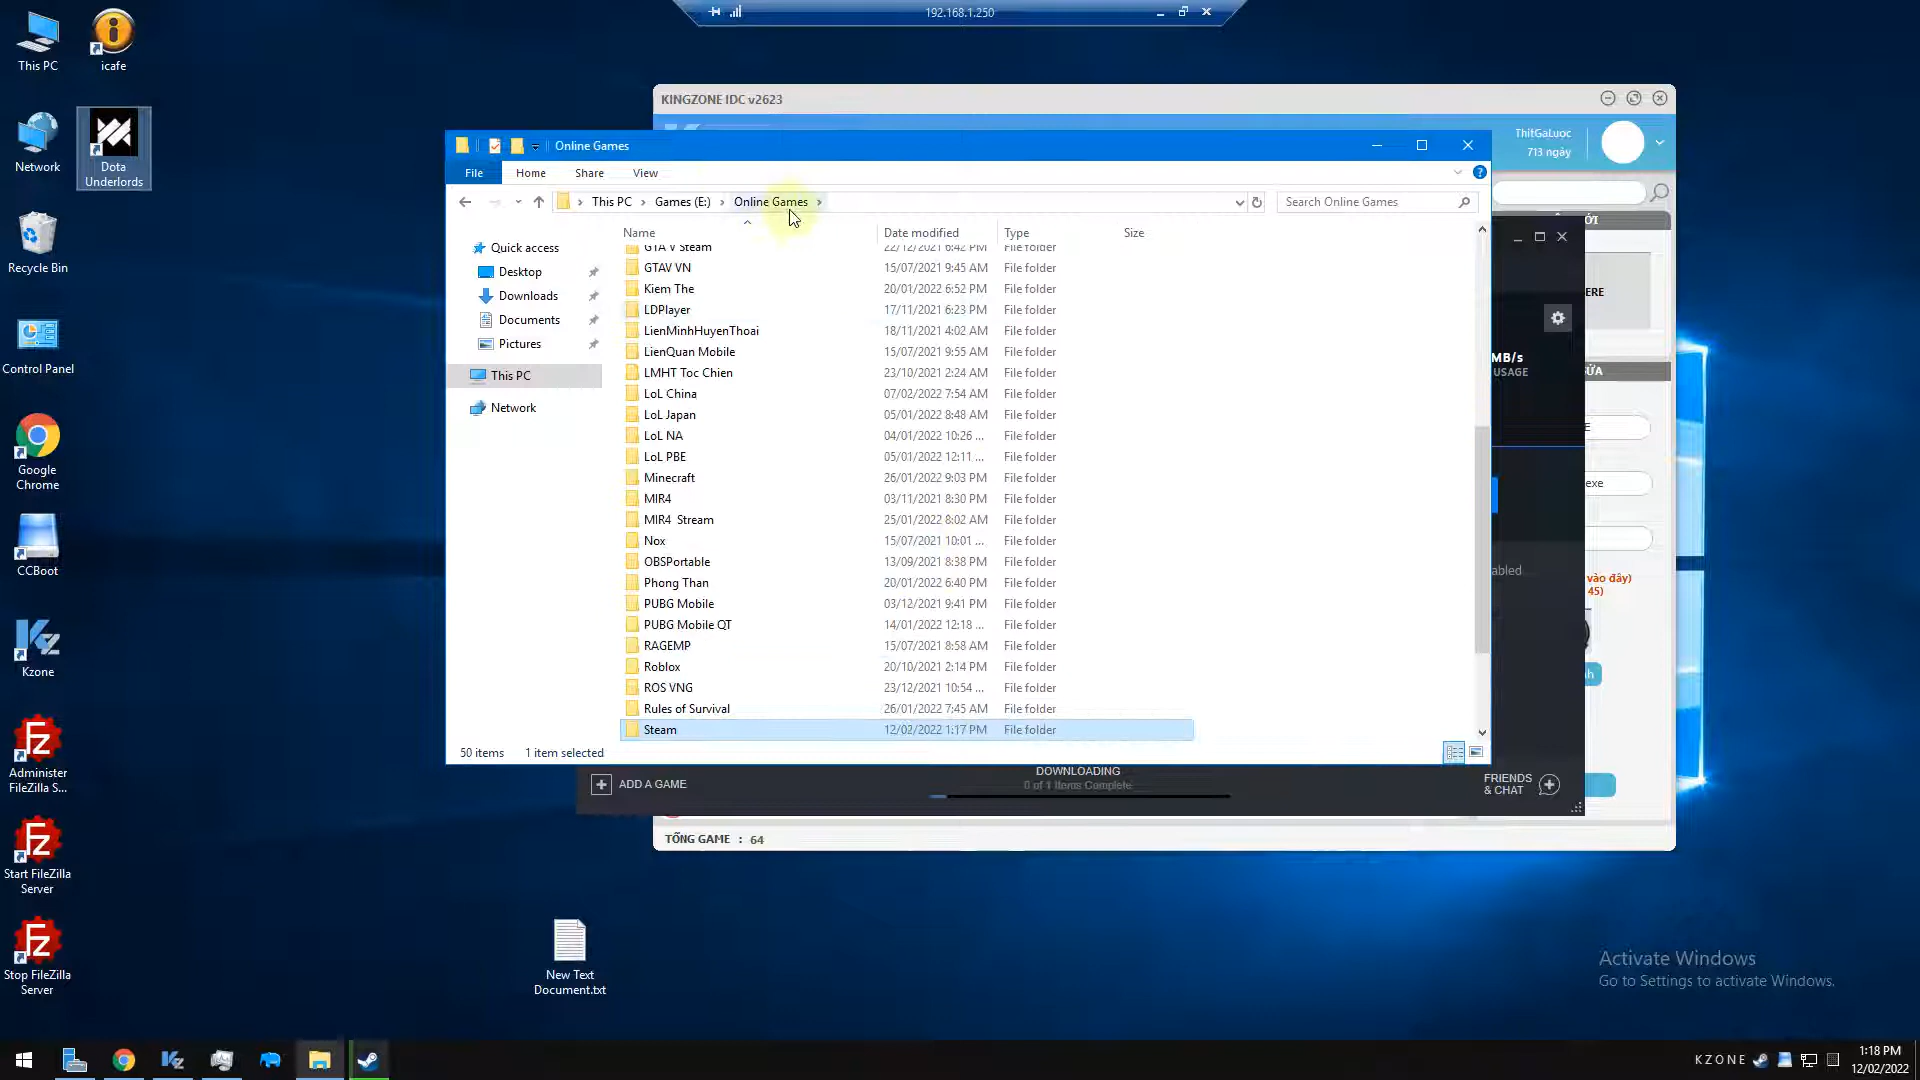 192.168.1.250
This PC
icafe
Network
Dota
Underlords
Recycle Bin
Control Panel
Google
Chrome
CCBoot
Kzone
Administer
FileZilla S...
Start FileZilla
Server
Stop FileZilla
Server
New Text
Document.txt
KINGZONE IDC v2623
ThitGaLuoc
713 ngày
Online Games
File
Home
Share
View
This PC
Games (E:)
Online Games
Search Online Games
Name
Date modified
Type
Size
Quick access
Desktop
Downloads
Documents
Pictures
This PC
Network
GTA V Steam 22/12/2021 6:42 PM File folder
GTAV VN 15/07/2021 9:45 AM File folder
Kiem The 20/01/2022 6:52 PM File folder
LDPlayer 17/11/2021 6:23 PM File folder
LienMinhHuyenThoai 18/11/2021 4:02 AM File folder
LienQuan Mobile 15/07/2021 9:55 AM File folder
LMHT Toc Chien 23/10/2021 2:24 AM File folder
LoL China 07/02/2022 7:54 AM File folder
LoL Japan 05/01/2022 8:48 AM File folder
LoL NA 04/01/2022 10:26 ... File folder
LoL PBE 05/01/2022 12:11 ... File folder
Minecraft 26/01/2022 9:03 PM File folder
MIR4 03/11/2021 8:30 PM File folder
MIR4 Stream 25/01/2022 8:02 AM File folder
Nox 15/07/2021 10:01 ... File folder
OBSPortable 13/09/2021 8:38 PM File folder
Phong Than 20/01/2022 6:40 PM File folder
PUBG Mobile 03/12/2021 9:41 PM File folder
PUBG Mobile QT 14/01/2022 12:18 ... File folder
RAGEMP 15/07/2021 8:58 AM File folder
Roblox 20/10/2021 2:14 PM File folder
ROS VNG 23/12/2021 10:54 ... File folder
Rules of Survival 26/01/2022 7:45 AM File folder
Steam 12/02/2022 1:17 PM File folder
50 items
1 item selected
ERE
MB/s
USAGE
SỬA
E
exe
abled
vào đây)
45)
nh
ADD A GAME
DOWNLOADING
0 of 1 Items Complete
FRIENDS
& CHAT
TỔNG GAME : 64
Activate Windows
Go to Settings to activate Windows.
KZONE
1:18 PM
12/02/2022